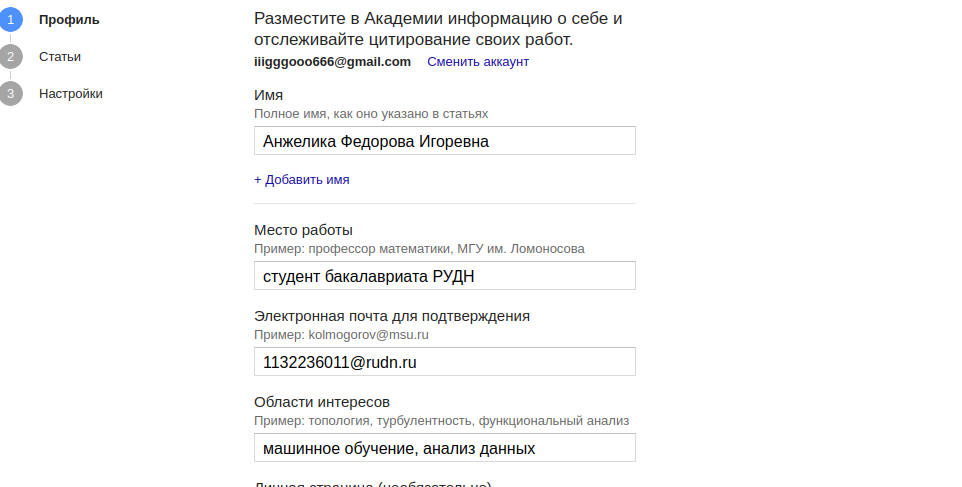 1 Профиль
2 Статьи
3 Настройки
Разместите в Академии информацию о себе и
отслеживайте цитирование своих работ.
iiigggooo666@gmail.com Сменить аккаунт
Имя
Полное имя, как оно указано в статьях
Анжелика Федорова Игоревна
+ Добавить имя
Место работы
Пример: профессор математики, МГУ им. Ломоносова
студент бакалавриата РУДН
Электронная почта для подтверждения
Пример: kolmogorov@msu.ru
1132236011@rudn.ru
Области интересов
Пример: топология, турбулентность, функциональный анализ
машинное обучение, анализ данных
Личная страница (необязательно)